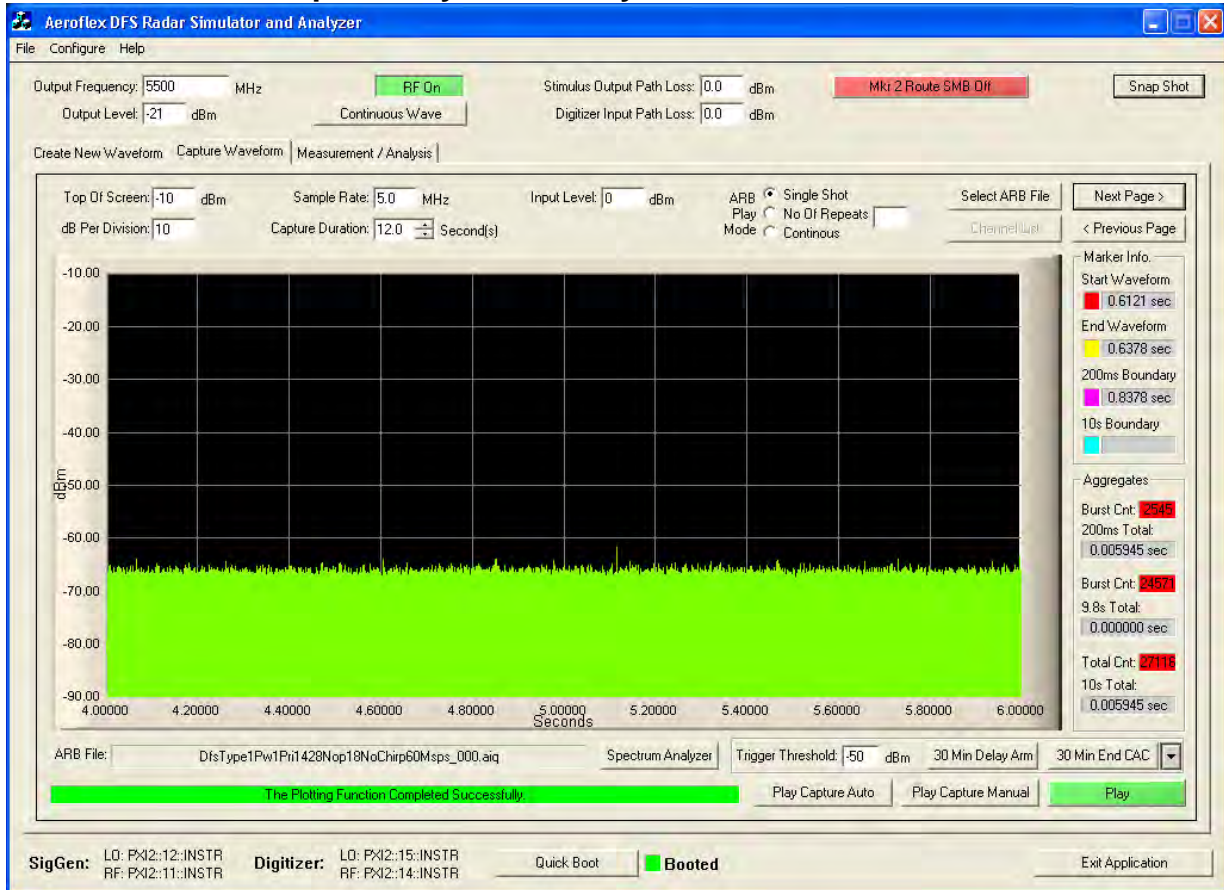 Aeroflex DFS Radar Simulator and Analyzer
File Configure Help
Output Frequency: 5500 MHz RF On Stimulus Output Path Loss: 0.0 dBm Mkr 2 Route SMB Off Snap Shot
Output Level: -21 dBm Continuous Wave Digitizer Input Path Loss: 0.0 dBm
Create New Waveform Capture Waveform Measurement / Analysis
Top Of Screen: -10 dBm Sample Rate: 5.0 MHz Input Level: 0 dBm ARB Play Mode Single Shot Select ARB File Next Page >
No Of Repeats
dB Per Division: 10 Capture Duration: 12.0 Second(s) Continous Channel List < Previous Page
Marker Info.
Start Waveform
0.6121 sec
End Waveform
0.6378 sec
200ms Boundary
0.8378 sec
10s Boundary
Aggregates
Burst Cnt: 2545
200ms Total:
0.005945 sec
Burst Cnt: 24571
9.8s Total:
0.000000 sec
Total Cnt: 27116
10s Total:
0.005945 sec
-10.00
-20.00
-30.00
-40.00
-50.00
-60.00
-70.00
-80.00
-90.00
dBm
4.00000 4.20000 4.40000 4.60000 4.80000 5.00000 5.20000 5.40000 5.60000 5.80000 6.00000
Seconds
ARB File: DfsType1Pw1Pri1428Nop18NoChirp60Msps_000.aiq Spectrum Analyzer Trigger Threshold: -50 dBm 30 Min Delay Arm 30 Min End CAC
The Plotting Function Completed Successfully. Play Capture Auto Play Capture Manual Play
SigGen: LO: PXI2::12::INSTR Digitizer: LO: PXI2::15::INSTR Quick Boot Booted Exit Application
RF: PXI2::11::INSTR RF: PXI2::14::INSTR